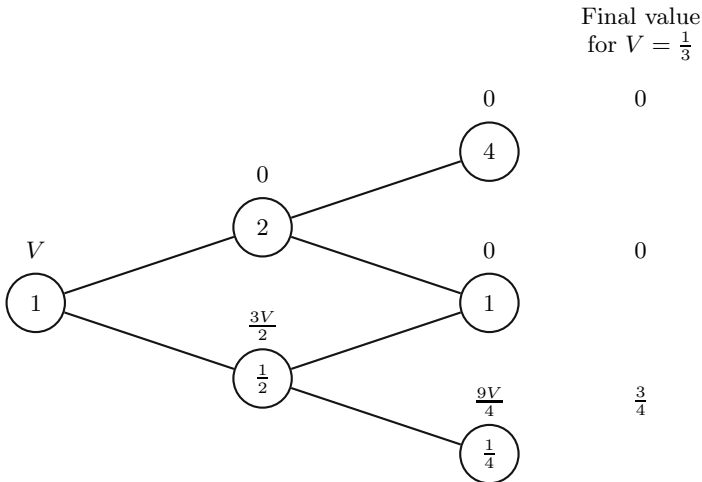 Final value
for V = 1/3
0 0
4
0
2
V
0 0
1
1
3V/2
1/2
9V/4 3/4
1/4